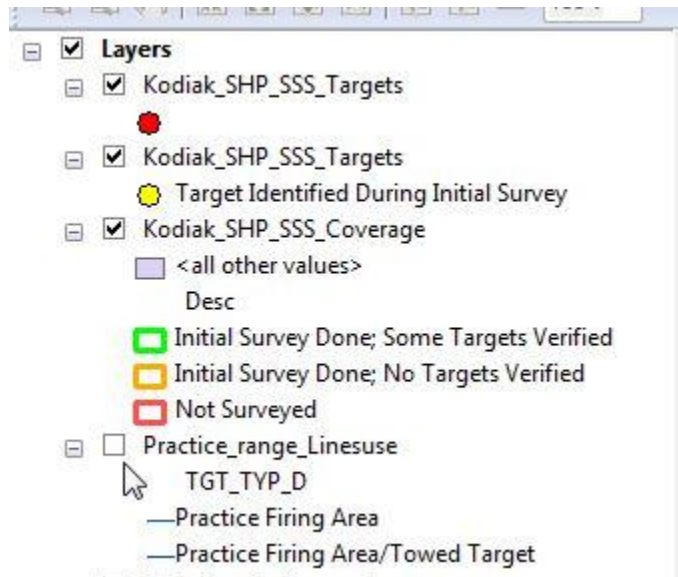 Layers
Kodiak_SHP_SSS_Targets
Kodiak_SHP_SSS_Targets
Target Identified During Initial Survey
Kodiak_SHP_SSS_Coverage
<all other values>
Desc
Initial Survey Done; Some Targets Verified
Initial Survey Done; No Targets Verified
Not Surveyed
Practice_range_Linesuse
TGT_TYP_D
Practice Firing Area
Practice Firing Area/Towed Target